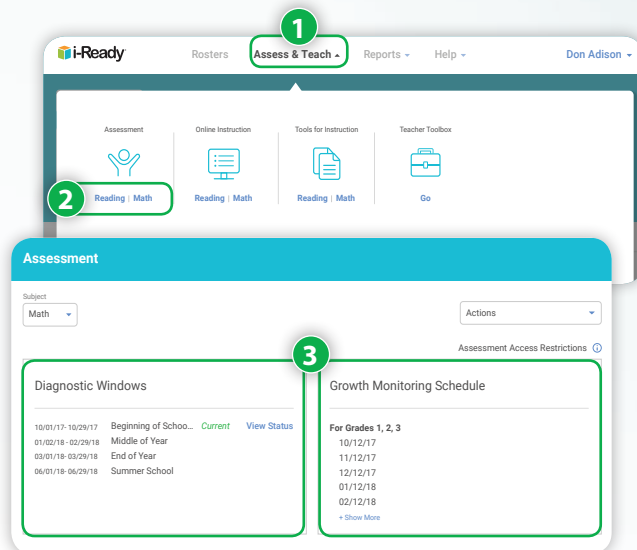 1
i-Ready
Rosters
Assess & Teach
Reports
Help
Don Adison
Assessment
Online Instruction
Tools for Instruction
Teacher Toolbox
2
Reading | Math
Reading | Math
Reading | Math
Go
Assessment
Subject
Math
Actions
Assessment Access Restrictions
3
Diagnostic Windows
10/01/17- 10/29/17 Beginning of Schoo... Current View Status
01/02/18 - 02/29/18 Middle of Year
03/01/18- 03/29/18 End of Year
06/01/18- 06/29/18 Summer School
Growth Monitoring Schedule
For Grades 1, 2, 3
10/12/17
11/12/17
12/12/17
01/12/18
02/12/18
+ Show More